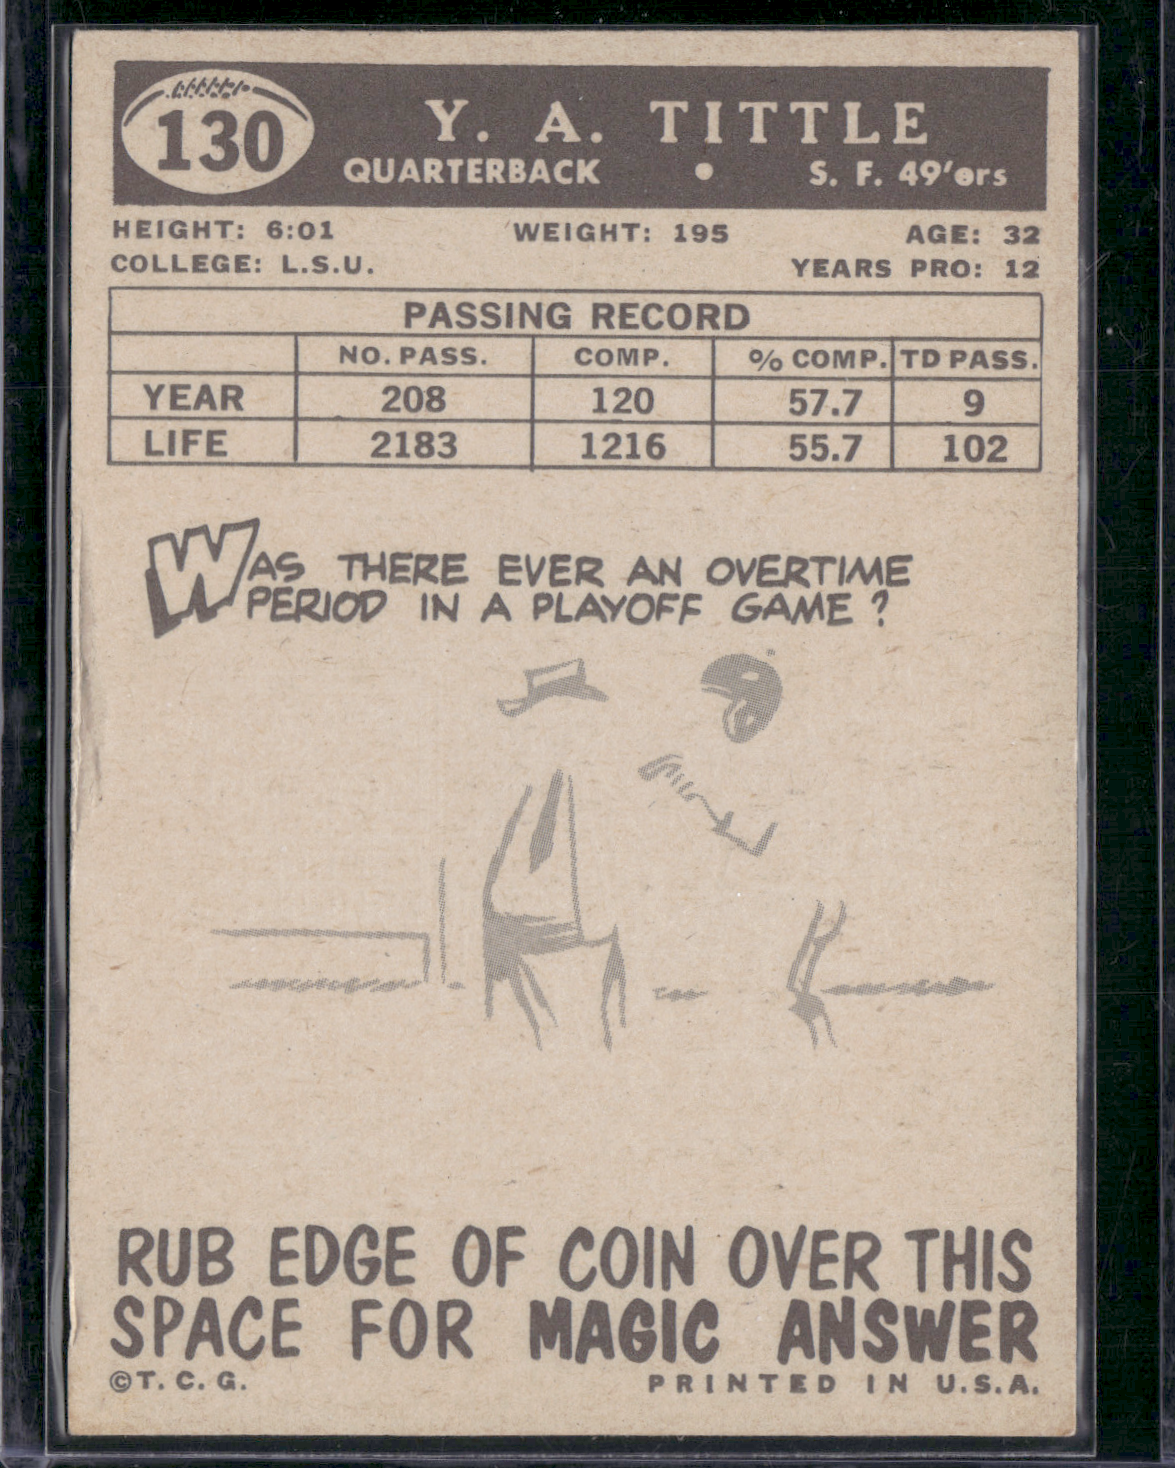 130
Y. A. TITTLE
QUARTERBACK • S. F. 49'ers
HEIGHT: 6:01 WEIGHT: 195 AGE: 32
COLLEGE: L.S.U. YEARS PRO: 12
PASSING RECORD
NO. PASS. COMP. % COMP. TD PASS.
YEAR 208 120 57.7 9
LIFE 2183 1216 55.7 102
WAS THERE EVER AN OVERTIME
PERIOD IN A PLAYOFF GAME?
RUB EDGE OF COIN OVER THIS
SPACE FOR MAGIC ANSWER
©T. C. G. PRINTED IN U.S.A.